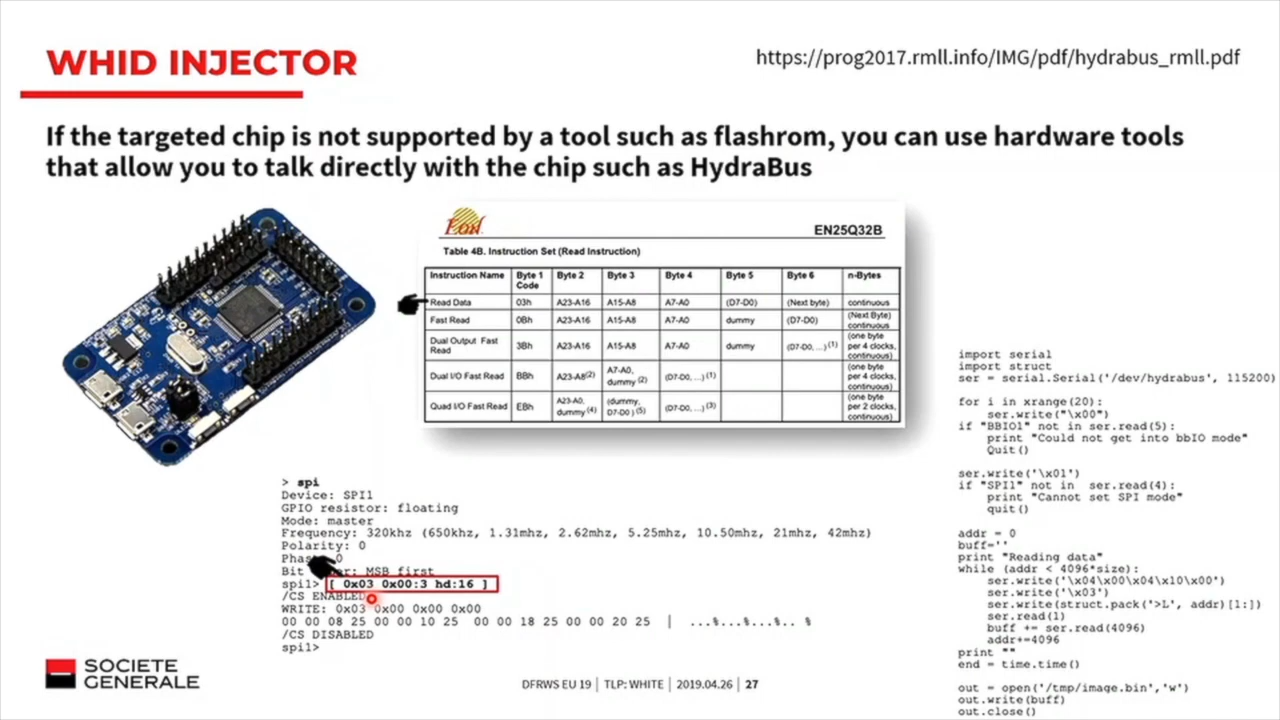 WHID INJECTOR
https://prog2017.rmll.info/IMG/pdf/hydrabus_rmll.pdf
If the targeted chip is not supported by a tool such as flashrom, you can use hardware tools
that allow you to talk directly with the chip such as HydraBus
Eon
EN25Q32B
Table 4B. Instruction Set (Read Instruction)
Instruction Name Byte 1 Code Byte 2 Byte 3 Byte 4 Byte 5 Byte 6 n-Bytes
Read Data 03h A23-A16 A15-A8 A7-A0 (D7-D0) (Next byte) continuous
Fast Read 0Bh A23-A16 A15-A8 A7-A0 dummy (D7-D0) (Next Byte) continuous
Dual Output Fast Read 3Bh A23-A16 A15-A8 A7-A0 dummy (D7-D0, ...) (1) (one byte per 4 clocks, continuous)
Dual I/O Fast Read BBh A23-A8(2) A7-A0, dummy (2) (D7-D0, ...) (1) (one byte per 4 clocks, continuous)
Quad I/O Fast Read EBh A23-A0, dummy (4) (dummy, D7-D0 ) (5) (D7-D0, ...) (3) (one byte per 2 clocks, continuous)
> spi
Device: SPI1
GPIO resistor: floating
Mode: master
Frequency: 320khz (650khz, 1.31mhz, 2.62mhz, 5.25mhz, 10.50mhz, 21mhz, 42mhz)
Polarity: 0
Phas 0
Bit er: MSB first
spi1> [ 0x03 0x00:3 hd:16 ]
/CS ENABLED
WRITE: 0x03 0x00 0x00 0x00
00 00 08 25 00 00 10 25 00 00 18 25 00 00 20 25 | ...%...%...%.. %
/CS DISABLED
spi1>
import serial
import struct
ser = serial.Serial('/dev/hydrabus', 115200)
for i in xrange(20):
ser.write("\x00")
if "BBIO1" not in ser.read(5):
print "Could not get into bbIO mode"
Quit()
ser.write('\x01')
if "SPI1" not in ser.read(4):
print "Cannot set SPI mode"
quit()
addr = 0
buff=''
print "Reading data"
while (addr < 4096*size):
ser.write('\x04\x00\x04\x10\x00')
ser.write('\x03')
ser.write(struct.pack('>L', addr)[1:])
ser.read(1)
buff += ser.read(4096)
addr+=4096
print ""
end = time.time()
out = open('/tmp/image.bin','w')
out.write(buff)
out.close()
SOCIETE
GENERALE
DFRWS EU 19 | TLP: WHITE | 2019.04.26 | 27